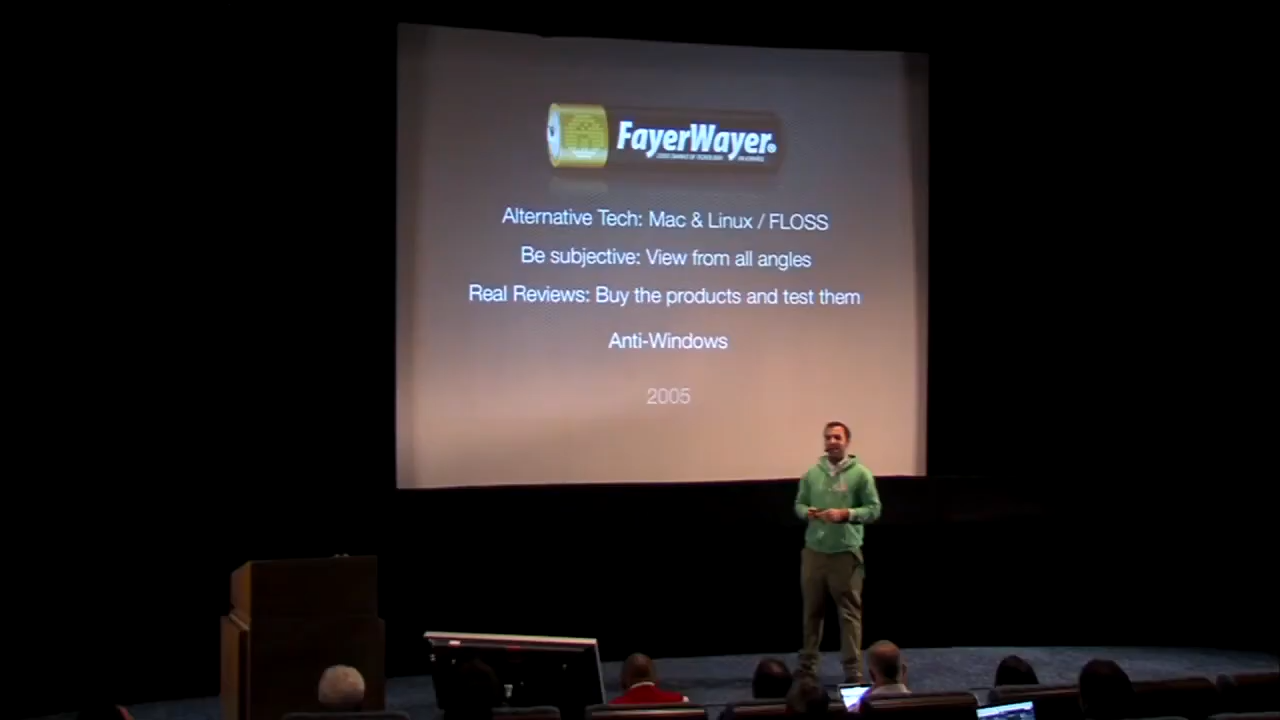 FayerWayer
Alternative Tech: Mac & Linux / FLOSS
Be subjective: View from all angles
Real Reviews: Buy the products and test them
Anti-Windows
2005